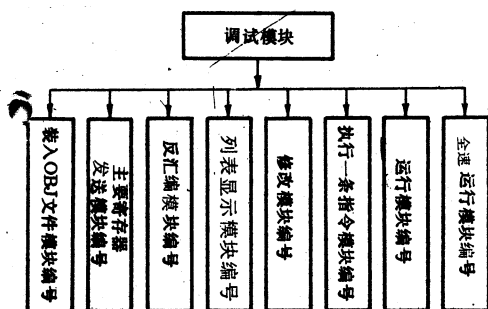 调试模块
装入OBJ文件模块编号
主要寄存器
发送模块编号
反汇编模块编号
列表显示模块编号
修改模块编号
执行一条指令模块编号
运行模块编号
全速运行模块编号